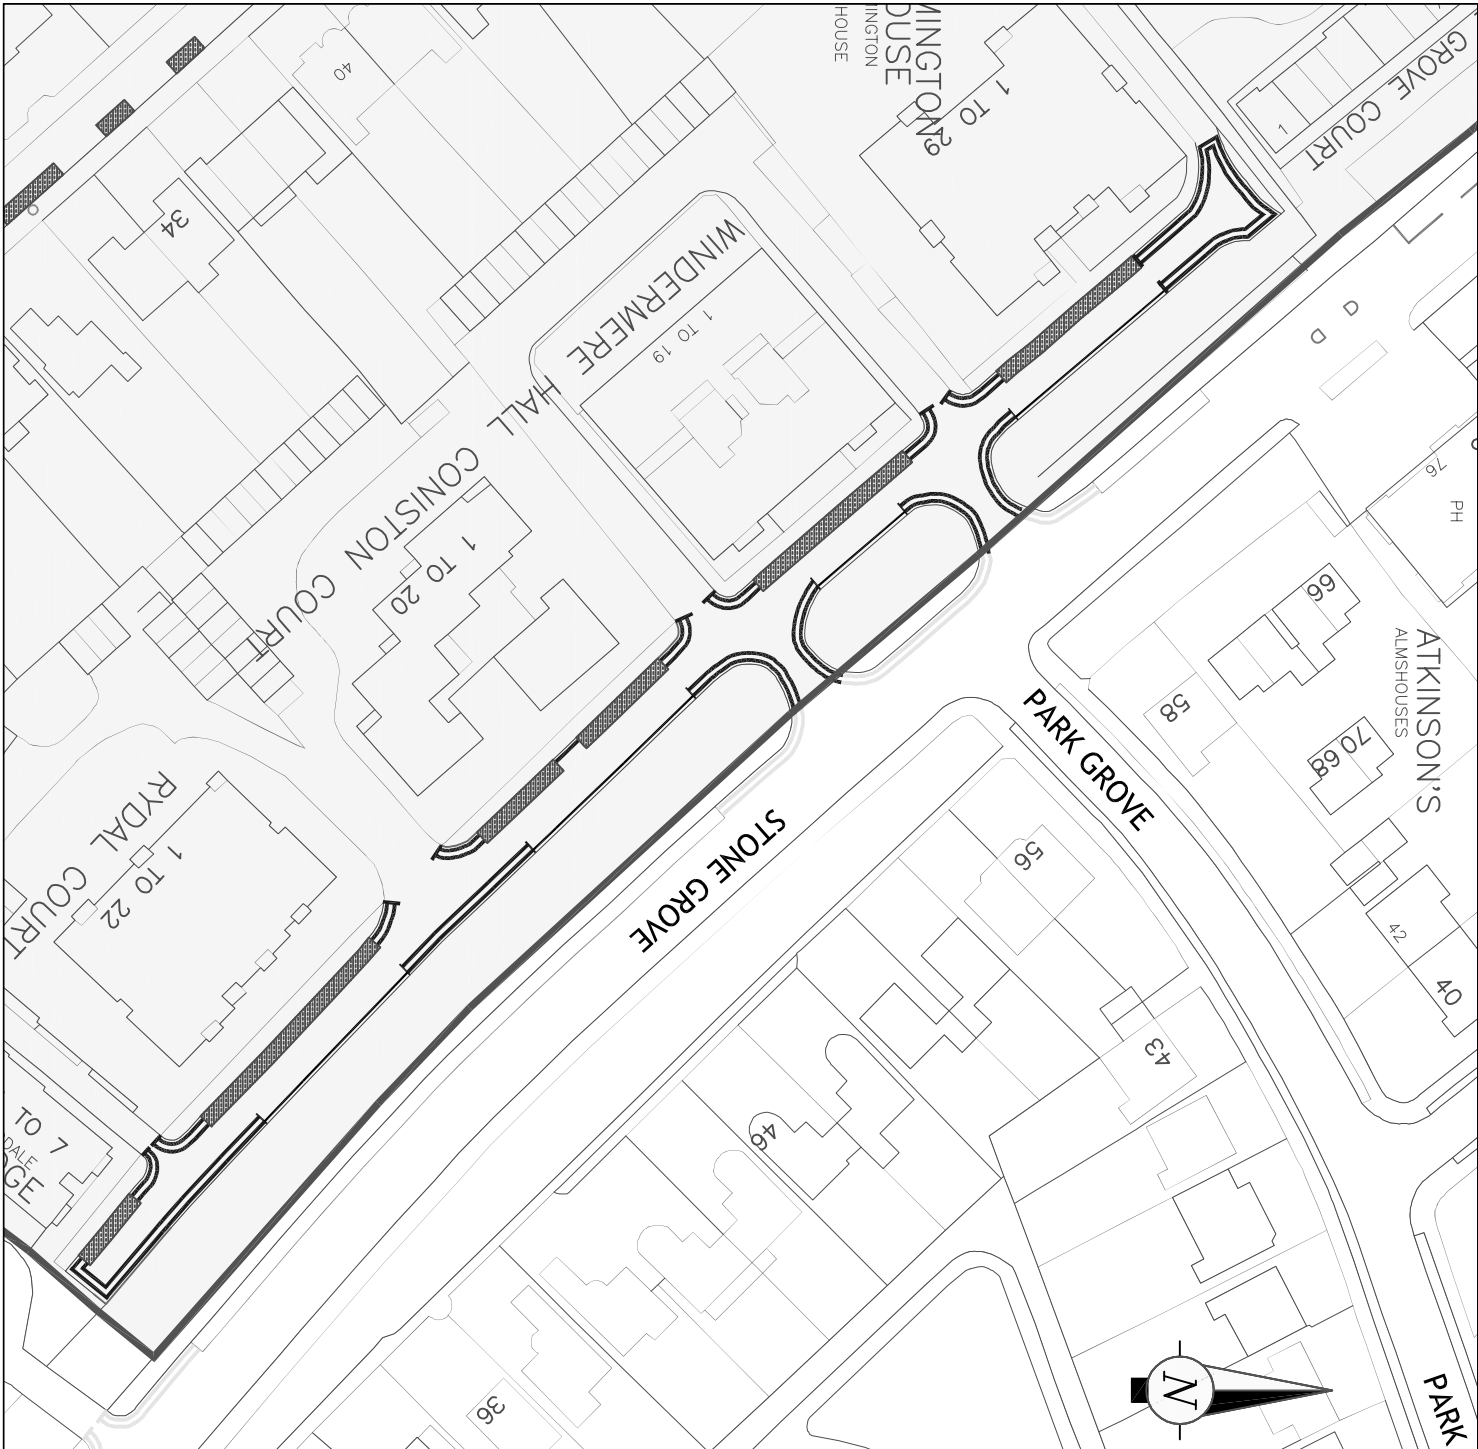 40
MINGTON
OUSE
MINGTON
HOUSE
1 TO 29
GROVE COURT
1
34
WINDERMERE HALL
1 TO 19
CONISTON COURT
1 TO 20
RYDAL COURT
1 TO 22
TO 7
DALE
GE
STONE GROVE
PARK GROVE
76
PH
66
58
70 68
ATKINSON'S
ALMSHOUSES
56
42
40
43
46
36
N
PARK